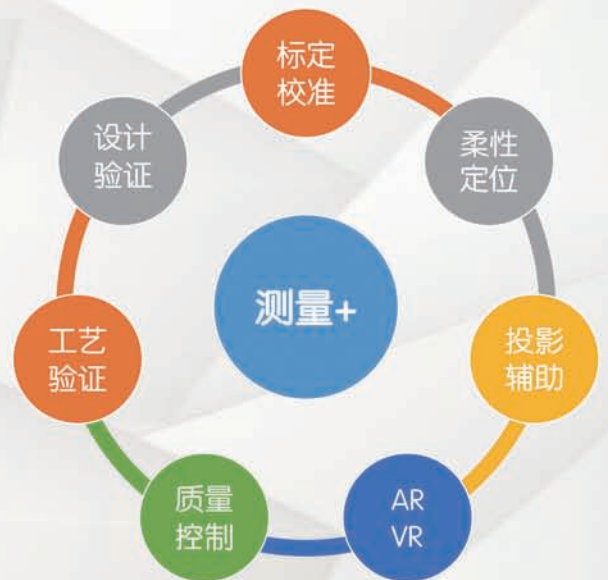 标定
校准
柔性
定位
投影
辅助
AR
VR
质量
控制
工艺
验证
设计
验证
测量+